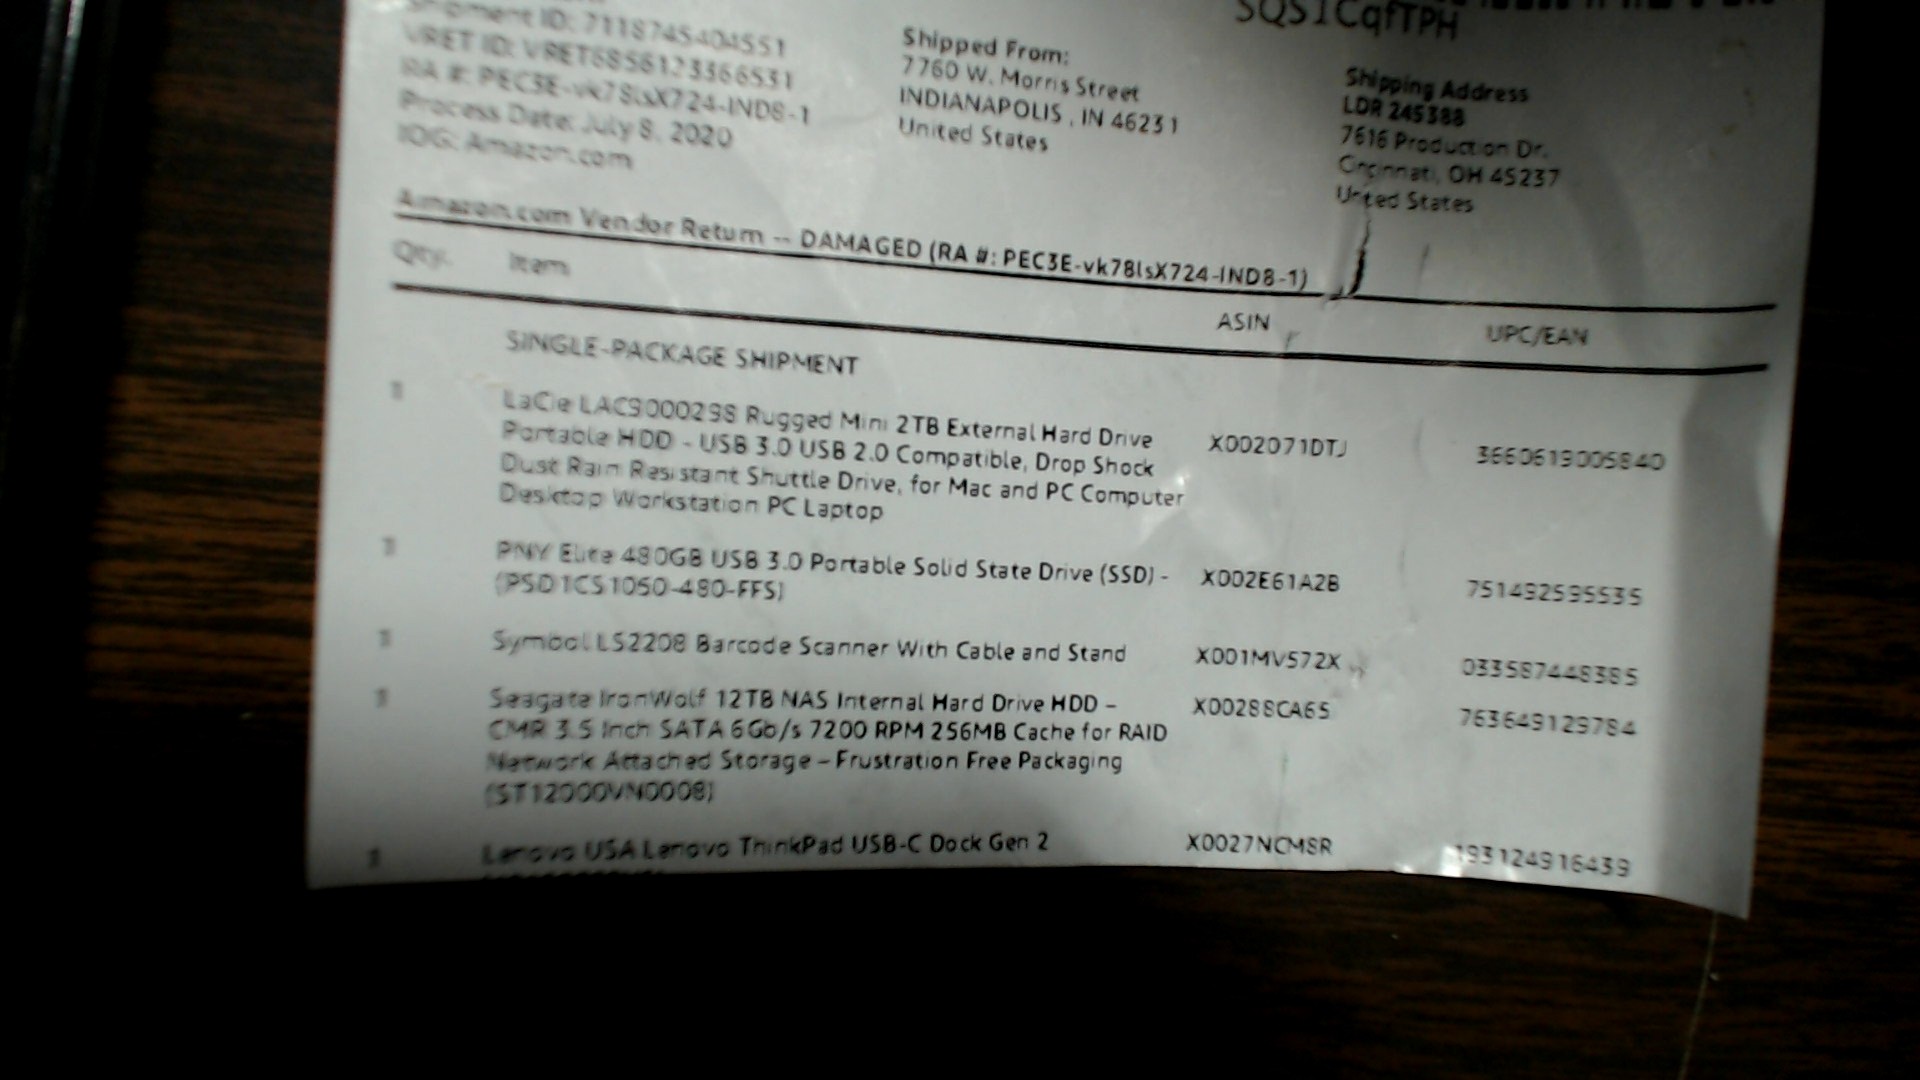 SQSICqfTPH
Shipment ID: 7118745404551
VRET ID: VRET6856123366531
RA #: PEC3E-vk78lsX724-IND8-1
Process Date: July 8, 2020
IOG: Amazon.com
Shipped From:
7760 W. Morris Street
INDIANAPOLIS , IN 46231
United States
Shipping Address
LDR 245388
7616 Production Dr.
Cincinnati, OH 45237
United States
Amazon.com Vendor Return -- DAMAGED (RA #: PEC3E-vk78lsX724-IND8-1)
Qty. Item ASIN UPC/EAN
SINGLE-PACKAGE SHIPMENT
1 LaCie LAC9000298 Rugged Mini 2TB External Hard Drive X002071DTJ 3660619005840
Portable HDD - USB 3.0 USB 2.0 Compatible, Drop Shock
Dust Rain Resistant Shuttle Drive, for Mac and PC Computer
Desktop Workstation PC Laptop
1 PNY Elite 480GB USB 3.0 Portable Solid State Drive (SSD) - X002E61A2B 751492595535
(PSD1CS1050-480-FFS)
1 Symbol LS2208 Barcode Scanner With Cable and Stand X001MV572X 033587448385
1 Seagate IronWolf 12TB NAS Internal Hard Drive HDD – X00288CA65 763649129784
CMR 3.5 Inch SATA 6Gb/s 7200 RPM 256MB Cache for RAID
Network Attached Storage – Frustration Free Packaging
(ST12000VN0008)
1 Lenovo USA Lenovo ThinkPad USB-C Dock Gen 2 X0027NCM8R 193124916439